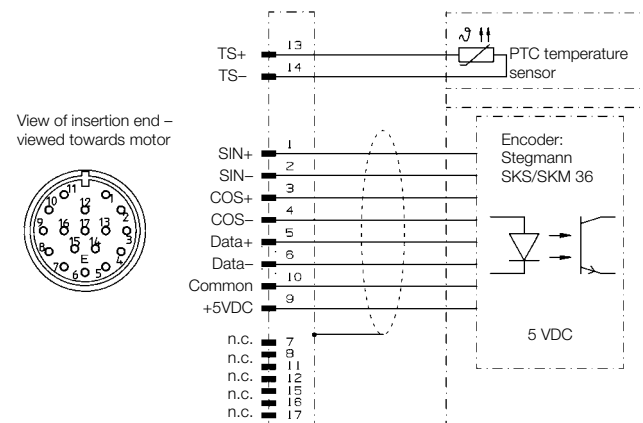 TS+ 13
TS– 14
PTC temperature
sensor
View of insertion end –
viewed towards motor
11
10 12 1
2
9 16 17 13 3
8 15 14 4
E
7 6 5
SIN+ 1
SIN– 2
COS+ 3
COS– 4
Data+ 5
Data– 6
Common 10
+5VDC 9
Encoder:
Stegmann
SKS/SKM 36
5 VDC
n.c. 7
8
n.c. 11
n.c. 12
15
n.c. 16
n.c. 17